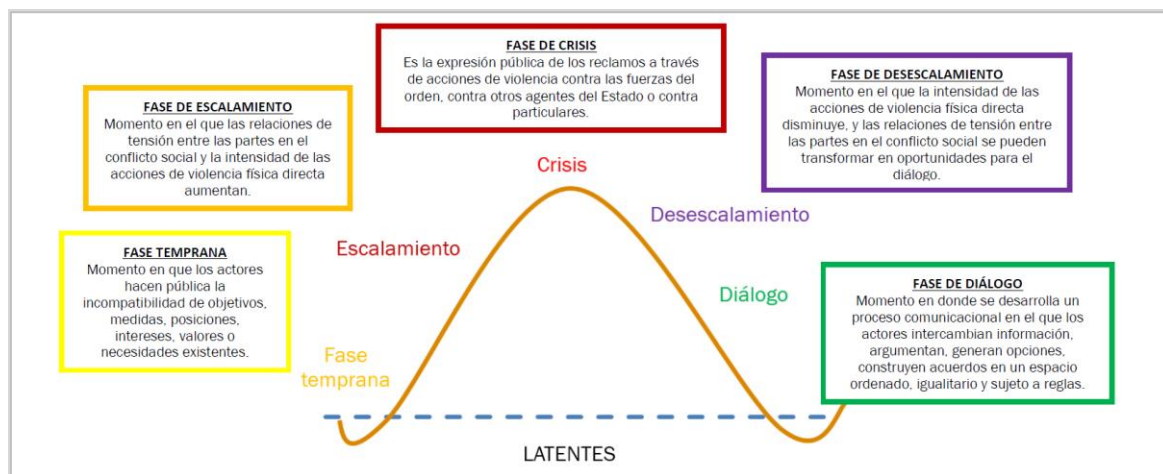 FASE DE CRISIS
Es la expresión pública de los reclamos a través
de acciones de violencia contra las fuerzas del
orden, contra otros agentes del Estado o contra
particulares.
FASE DE ESCALAMIENTO
Momento en el que las relaciones de
tensión entre las partes en el
conflicto social y la intensidad de las
acciones de violencia física directa
aumentan.
FASE DE DESESCALAMIENTO
Momento en el que la intensidad de las
acciones de violencia física directa
disminuye, y las relaciones de tensión entre
las partes en el conflicto social se pueden
transformar en oportunidades para el
diálogo.
Crisis
Desescalamiento
Escalamiento
FASE TEMPRANA
Momento en que los actores
hacen pública la
incompatibilidad de objetivos,
medidas, posiciones,
intereses, valores o
necesidades existentes.
Diálogo
FASE DE DIÁLOGO
Momento en donde se desarrolla un
proceso comunicacional en el que los
actores intercambian información,
argumentan, generan opciones,
construyen acuerdos en un espacio
ordenado, igualitario y sujeto a reglas.
Fase
temprana
LATENTES